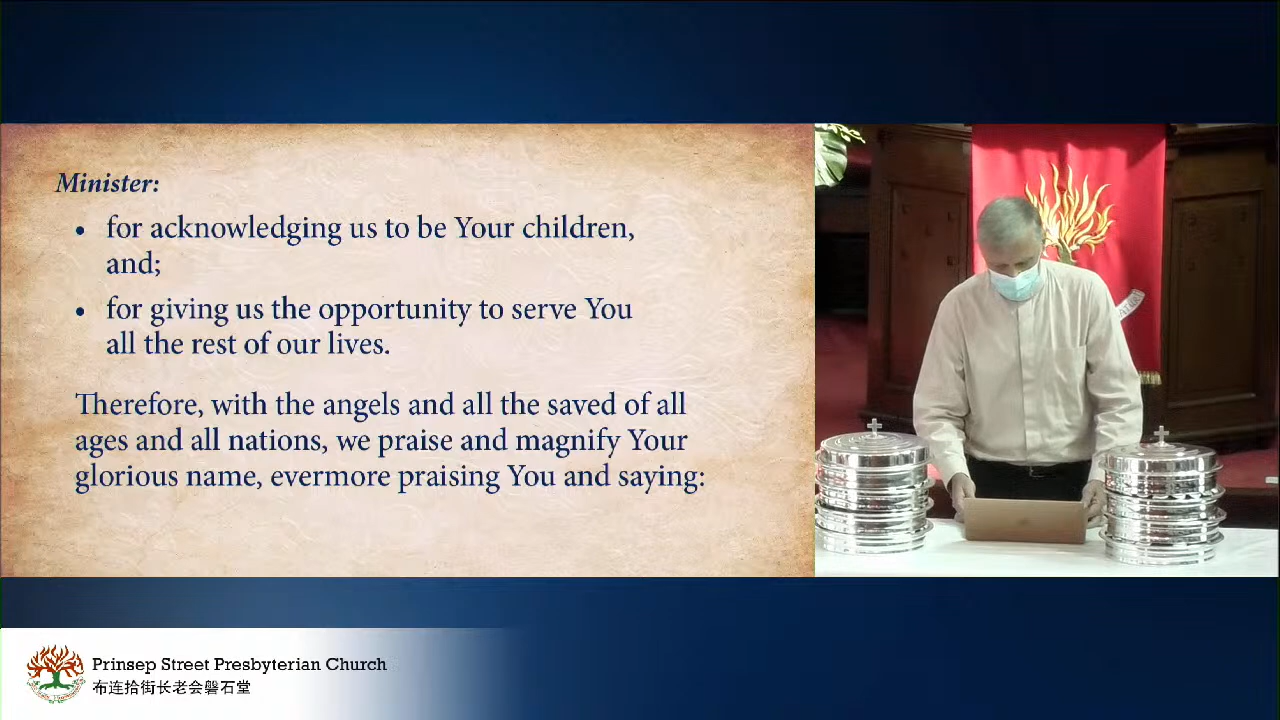 Minister:
• for acknowledging us to be Your children,
and;
• for giving us the opportunity to serve You
all the rest of our lives.
Therefore, with the angels and all the saved of all
ages and all nations, we praise and magnify Your
glorious name, evermore praising You and saying:
Prinsep Street Presbyterian Church
布连拾街长老会磐石堂